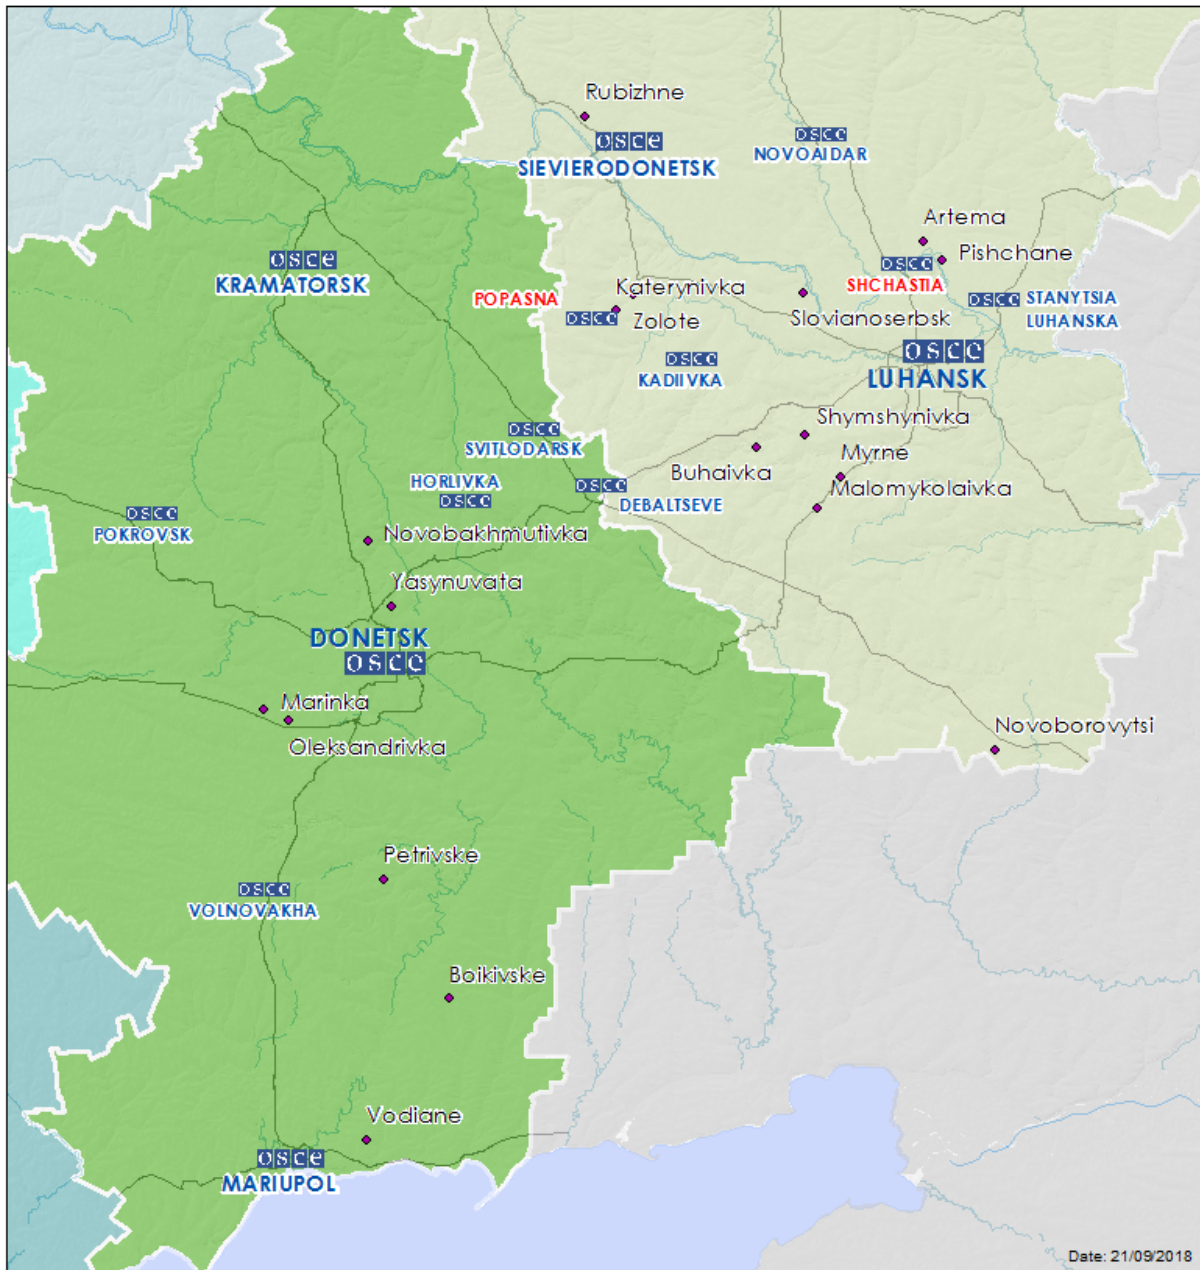 Rubizhne
osce
SIEVIERODONETSK
osce
NOVOAIDAR
Artema
Pishchane
osce
SHCHASTIA
osce
KRAMATORSK
POPASNA
Katerynivka
osce
Zolote
Slovianoserbsk
osce
STANYTSIA
LUHANSKA
osce
LUHANSK
osce
KADIIVKA
Shymshynivka
osce
SVITLODARSK
Buhaivka
Myrne
Malomykolaivka
HORLIVKA
osce
osce
DEBALTSEVE
osce
POKROVSK
Novobakhmutivka
Yasynuvata
DONETSK
osce
Marinka
Oleksandrivka
Novoborovytsi
Petrivske
osce
VOLNOVAKHA
Boikivske
Vodiane
osce
MARIUPOL
Date: 21/09/2018